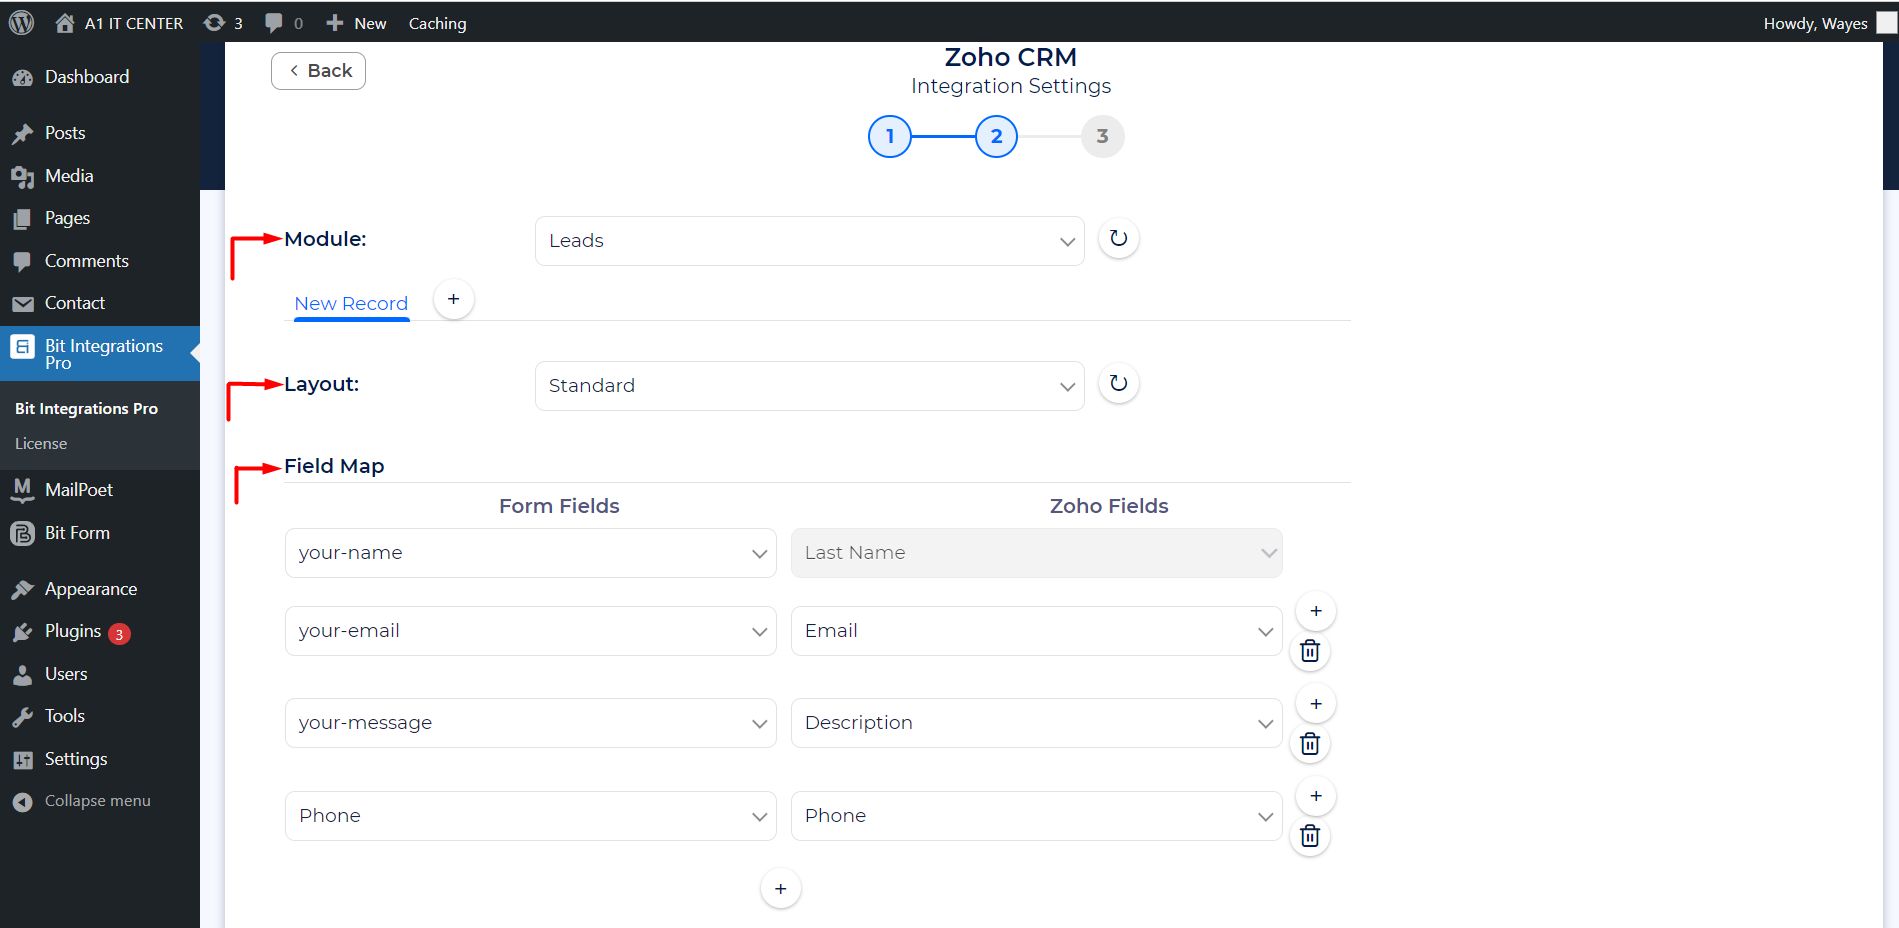 A1 IT CENTER 3 0 New Caching Howdy, Wayes
Dashboard
Posts
Media
Pages
Comments
Contact
Bit Integrations
Pro
Bit Integrations Pro
License
MailPoet
Bit Form
Appearance
Plugins 3
Users
Tools
Settings
Collapse menu
Back
Zoho CRM
Integration Settings
1 2 3
Module: Leads
New Record +
Layout: Standard
Field Map
Form Fields Zoho Fields
your-name Last Name
your-email Email +
your-message Description +
Phone Phone +
+